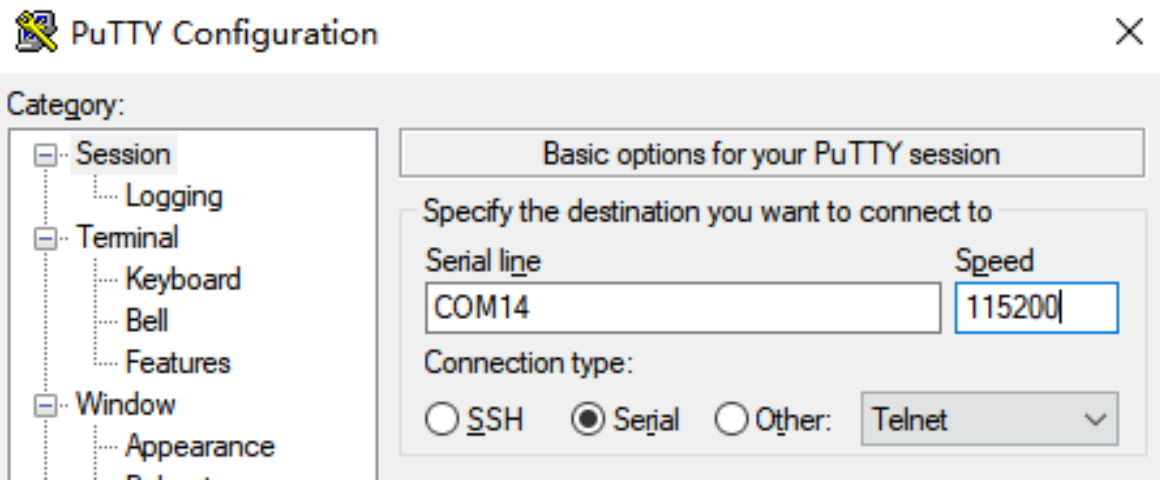 PuTTY Configuration
Category:
Session
Logging
Terminal
Keyboard
Bell
Features
Window
Appearance
Basic options for your PuTTY session
Specify the destination you want to connect to
Serial line
Speed
COM14
115200
Connection type:
SSH
Serial
Other:
Telnet